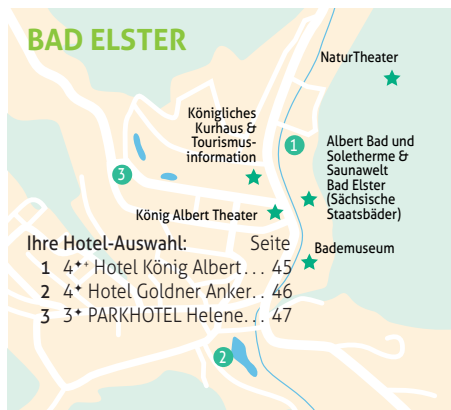 BAD ELSTER
NaturTheater
Königliches
Kurhaus &
Tourismus-
information
1
Albert Bad und
Soletherme &
Saunawelt
Bad Elster
(Sächsische
Staatsbäder)
3
König Albert Theater
Bademuseum
Ihre Hotel-Auswahl: Seite
1 4✦+ Hotel König Albert... 45
2 4✦ Hotel Goldner Anker.. 46
3 3✦ PARKHOTEL Helene... 47
2